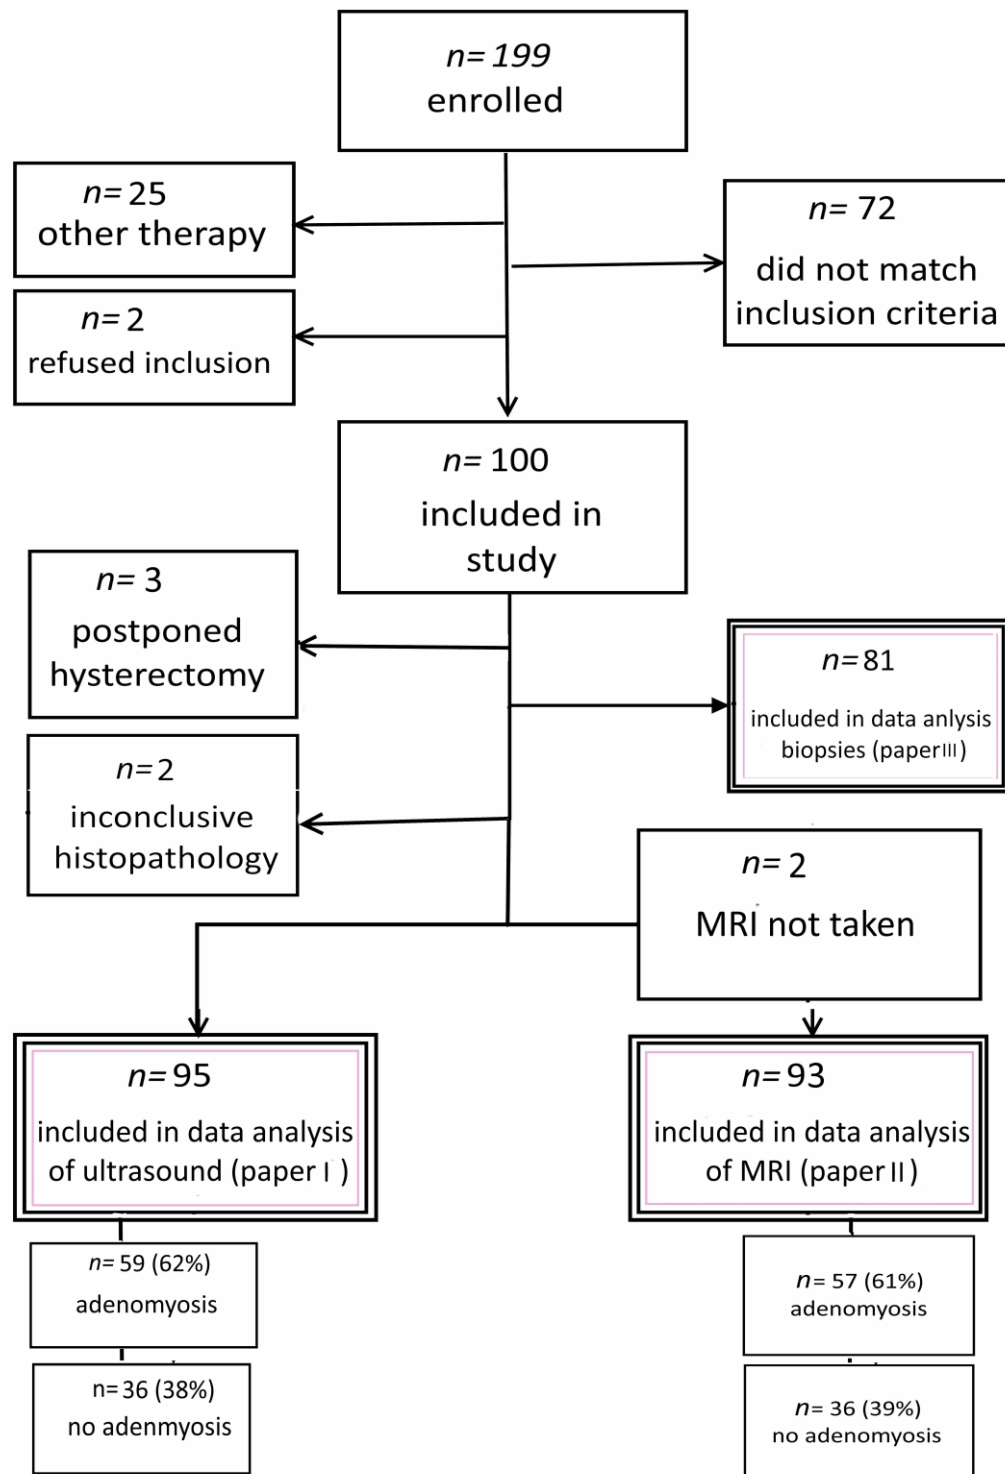 n= 199
enrolled
n= 25
other therapy
n= 72
did not match
inclusion criteria
n= 2
refused inclusion
n= 100
included in
study
n= 3
postponed
hysterectomy
n= 81
included in data anlysis
biopsies (paper III)
n= 2
inconclusive
histopathology
n= 2
MRI not taken
n= 95
included in data analysis
of ultrasound (paper I )
n= 93
included in data analysis
of MRI (paper II)
n= 59 (62%)
adenomyosis
n= 57 (61%)
adenomyosis
n= 36 (38%)
no adenmyosis
n= 36 (39%)
no adenomyosis